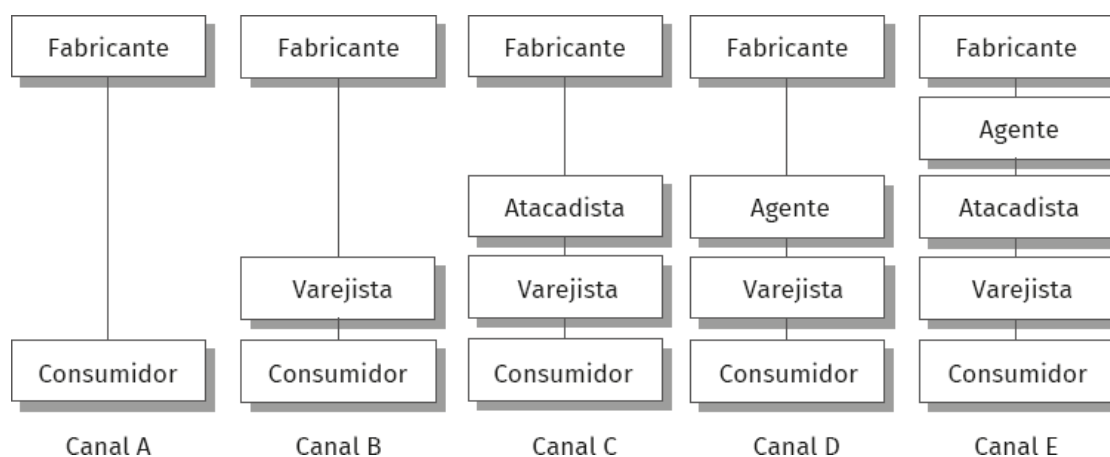 Fabricante Fabricante Fabricante Fabricante Fabricante
Agente
Atacadista Agente Atacadista
Varejista Varejista Varejista Varejista
Consumidor Consumidor Consumidor Consumidor Consumidor
Canal A Canal B Canal C Canal D Canal E